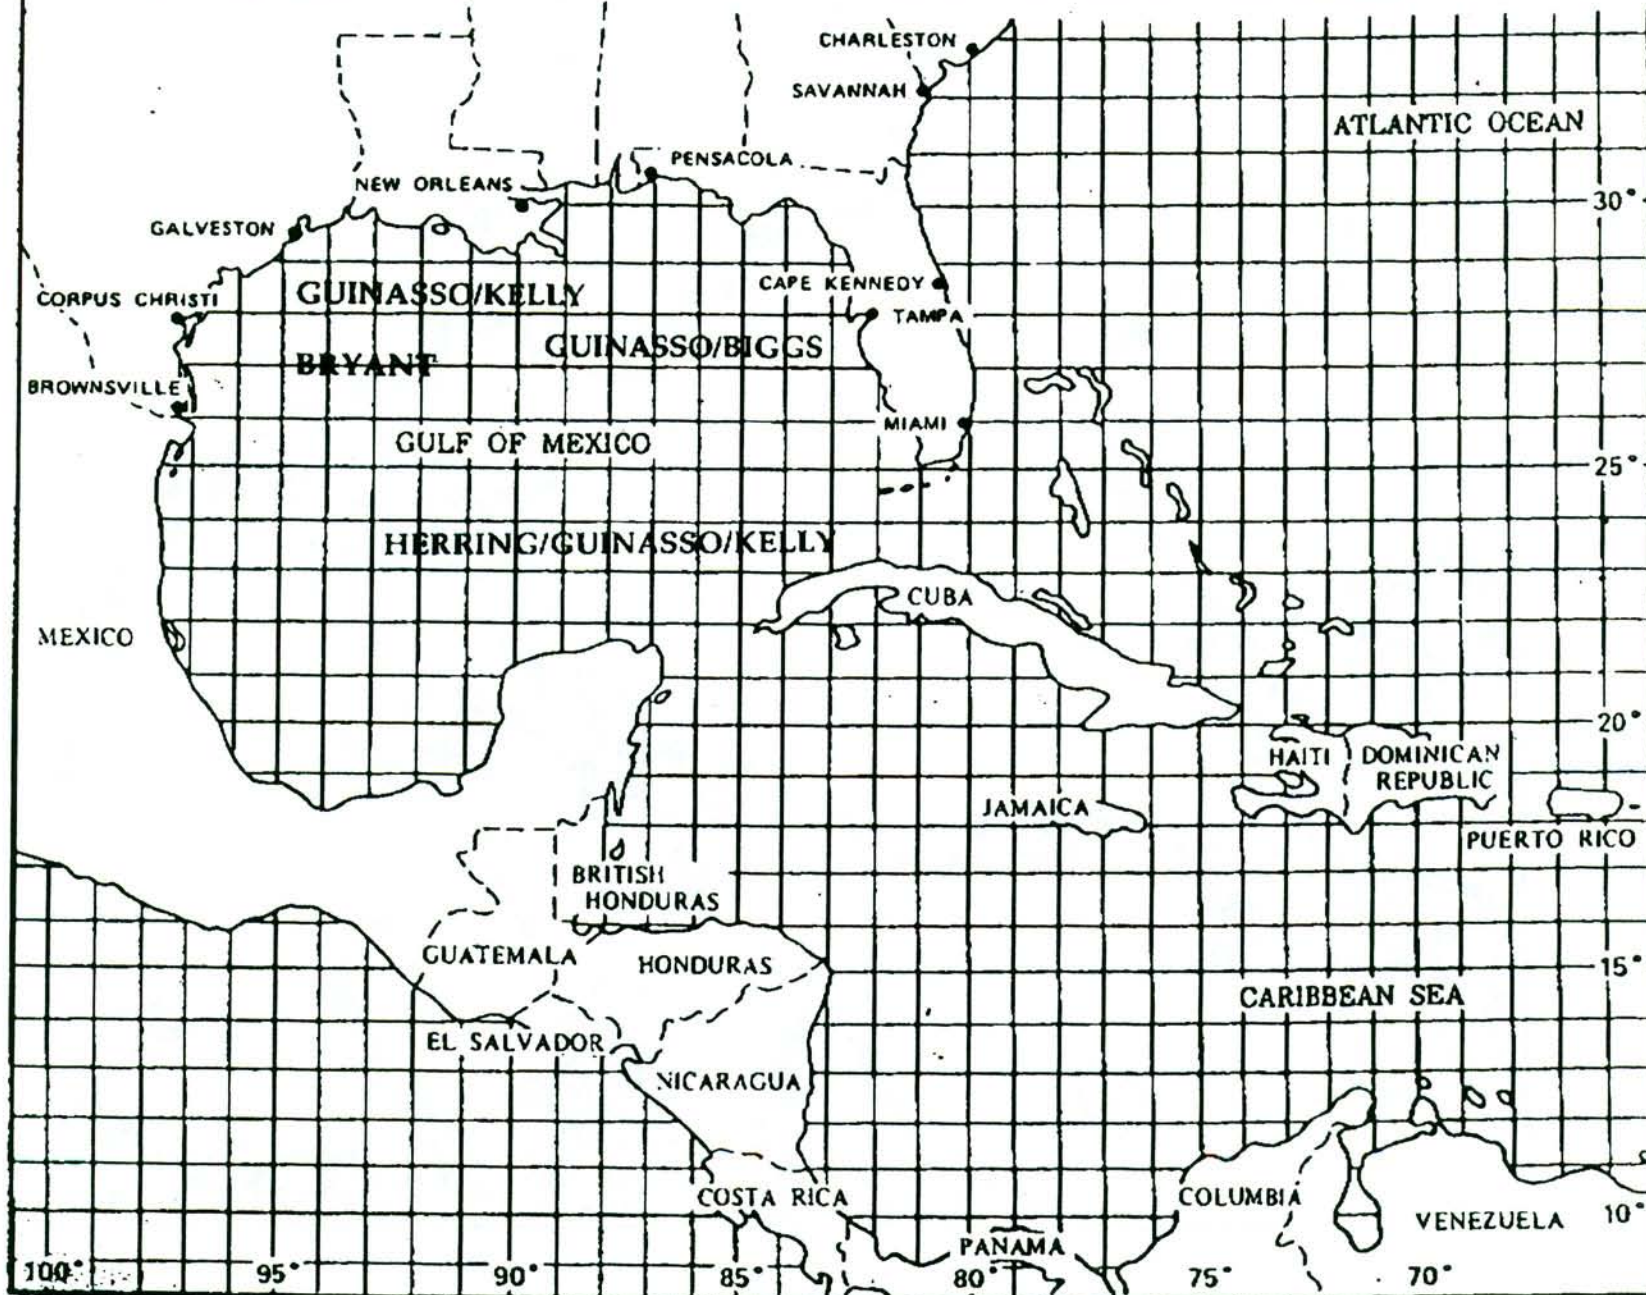 CHARLESTON
SAVANNAH
ATLANTIC OCEAN
PENSACOLA
NEW ORLEANS
30°
GALVESTON
CAPE KENNEDY
GUINASSO/KELLY
CORPUS CHRISTI
TAMPA
GUINASSO/BIGGS
BRYANT
BROWNSVILLE
MIAMI
GULF OF MEXICO
25°
HERRING/GUINASSO/KELLY
CUBA
MEXICO
20°
HAITI
DOMINICAN
REPUBLIC
JAMAICA
PUERTO RICO
BRITISH
HONDURAS
GUATEMALA
HONDURAS
15°
CARIBBEAN SEA
EL SALVADOR
NICARAGUA
COSTA RICA
COLUMBIA
VENEZUELA
10°
PANAMA
100°
95°
90°
85°
80°
75°
70°